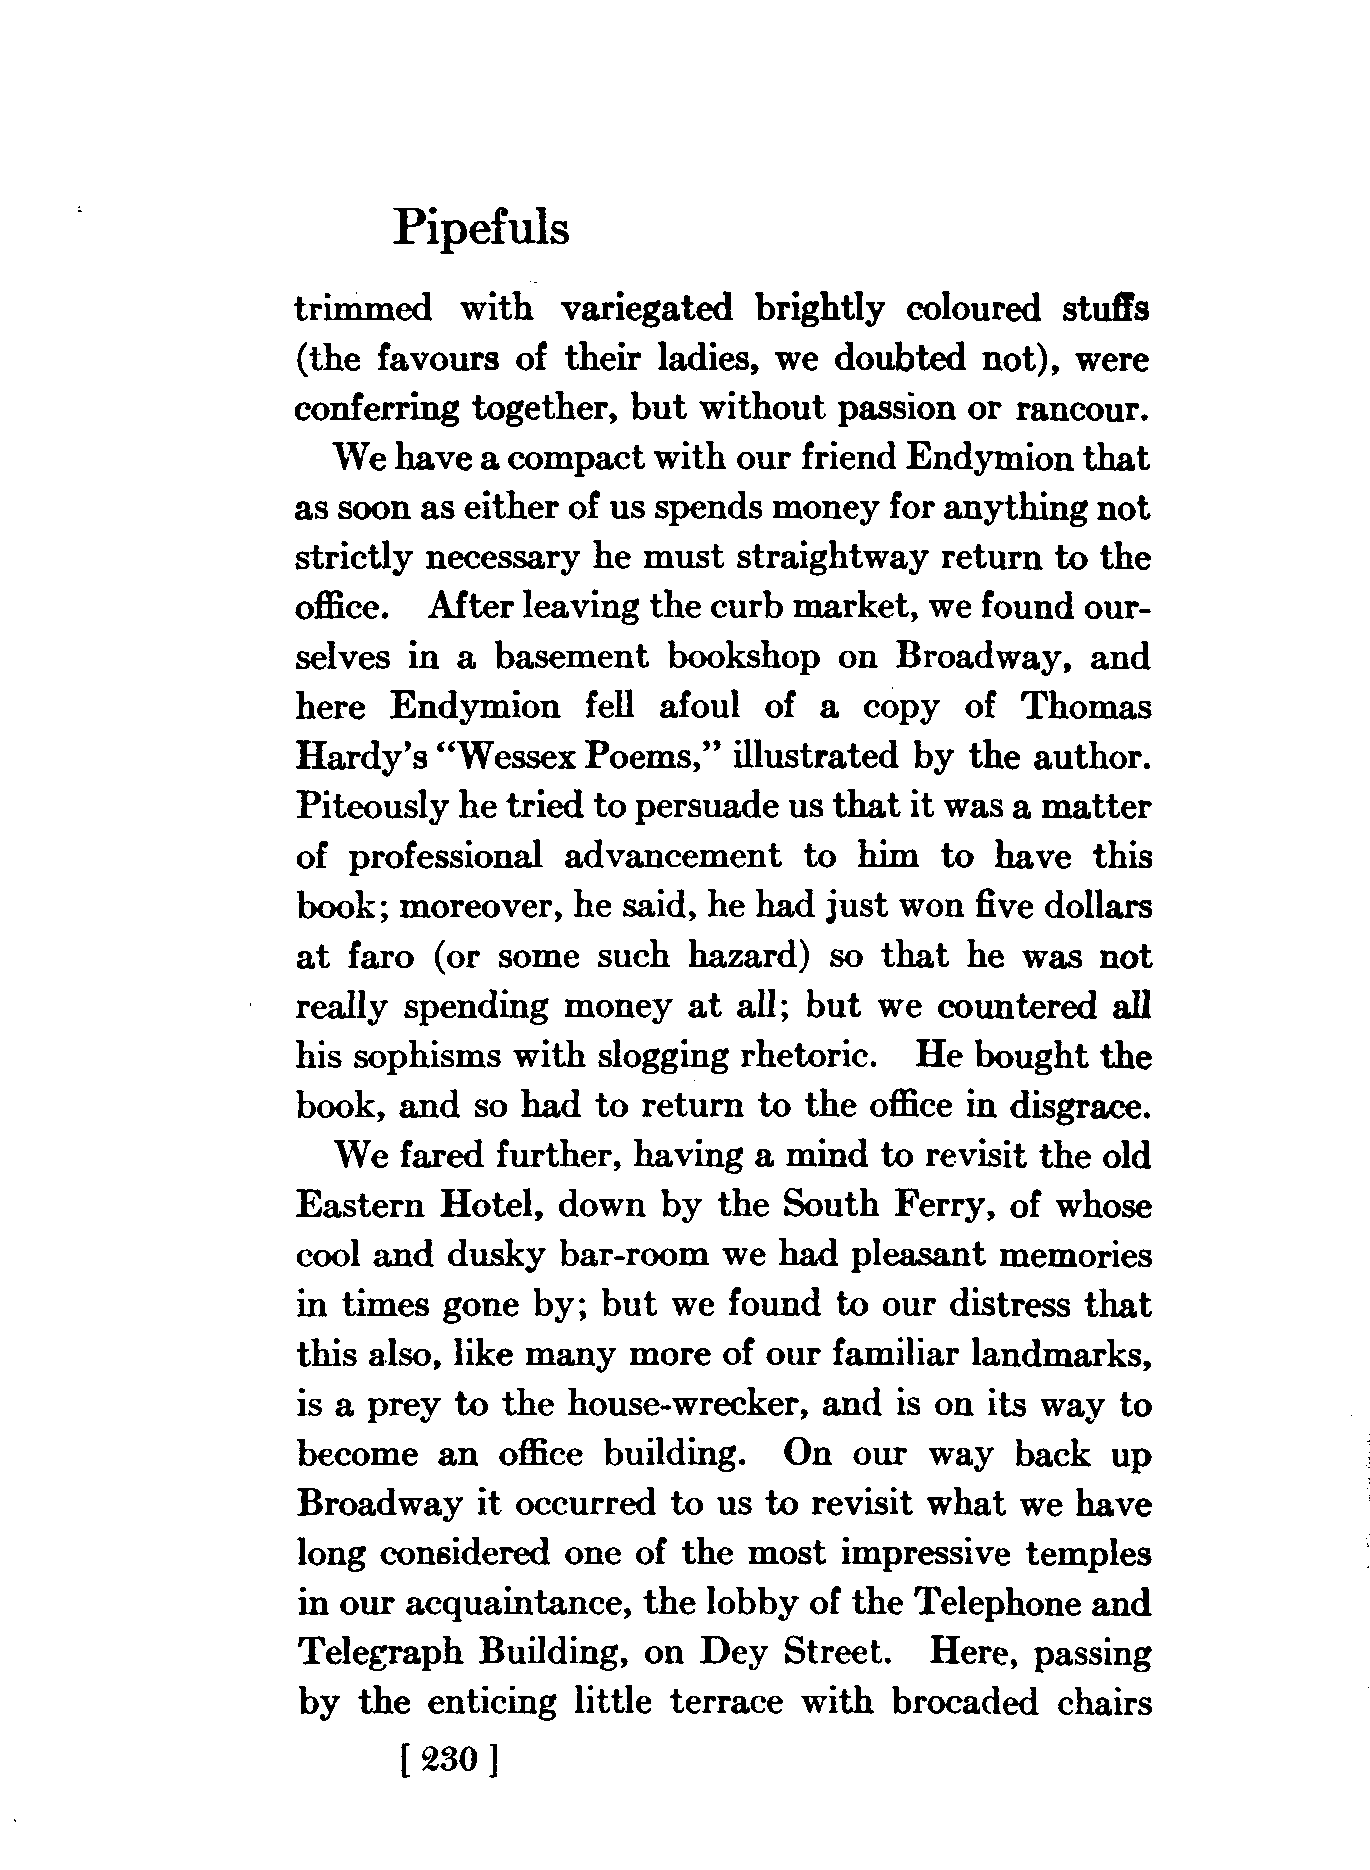 Pipefuls
trimmed with variegated brightly coloured stuffs
(the favours of their ladies, we doubted not), were
conferring together, but without passion or rancour.
We have a compact with our friend Endymion that
as soon as either of us spends money for anything not
strictly necessary he must straightway return to the
office. After leaving the curb market, we found our-
selves in a basement bookshop on Broadway, and
here Endymion fell afoul of a copy of Thomas
Hardy's "Wessex Poems," illustrated by the author.
Piteously he tried to persuade us that it was a matter
of professional advancement to him to have this
book; moreover, he said, he had just won five dollars
at faro (or some such hazard) so that he was not
really spending money at all; but we countered all
his sophisms with slogging rhetoric. He bought the
book, and so had to return to the office in disgrace.
We fared further, having a mind to revisit the old
Eastern Hotel, down by the South Ferry, of whose
cool and dusky bar-room we had pleasant memories
in times gone by; but we found to our distress that
this also, like many more of our familiar landmarks,
is a prey to the house-wrecker, and is on its way to
become an office building. On our way back up
Broadway it occurred to us to revisit what we have
long considered one of the most impressive temples
in our acquaintance, the lobby of the Telephone and
Telegraph Building, on Dey Street. Here, passing
by the enticing little terrace with brocaded chairs
[ 230 ]